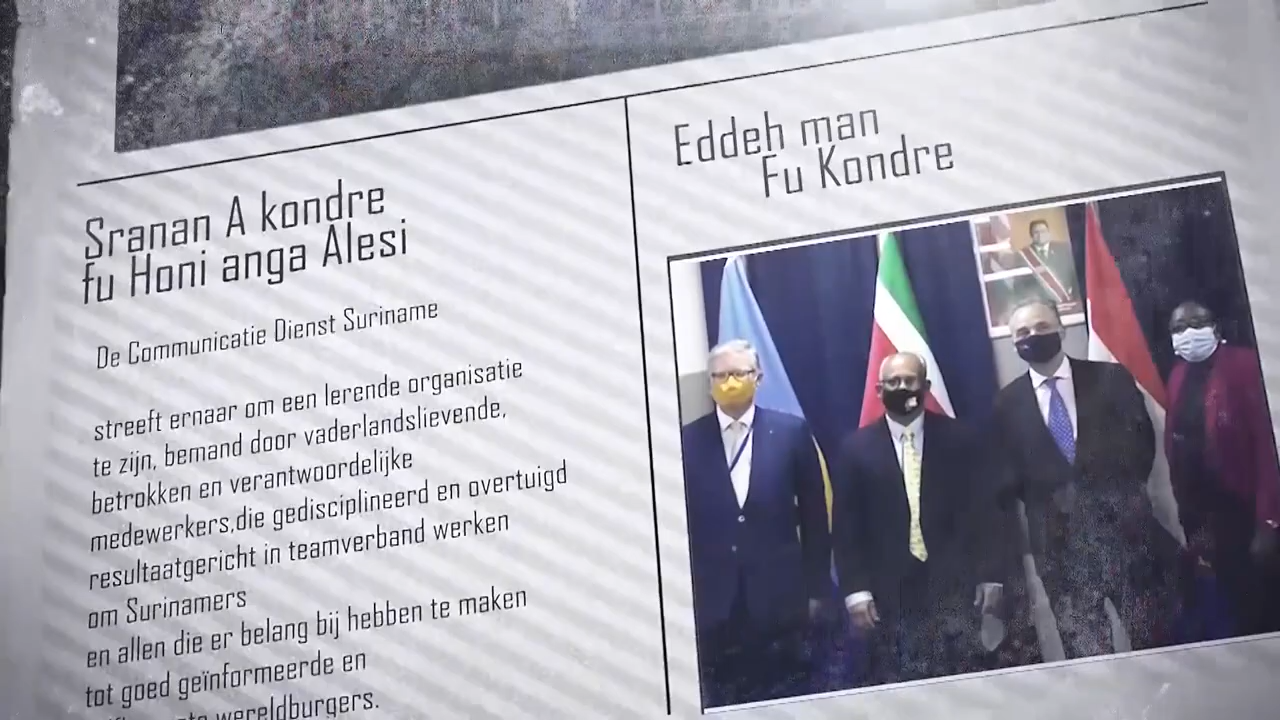 Sranan A kondre
fu Honi anga Alesi
De Communicatie Dienst Suriname
streeft ernaar om een lerende organisatie
te zijn, bemand door vaderlandslievende,
betrokken en verantwoordelijke
medewerkers,die gedisciplineerd en overtuigd
resultaatgericht in teamverband werken
om Surinamers
en allen die er belang bij hebben te maken
tot goed geïnformeerde en
wereldburgers.
Eddeh man
Fu Kondre